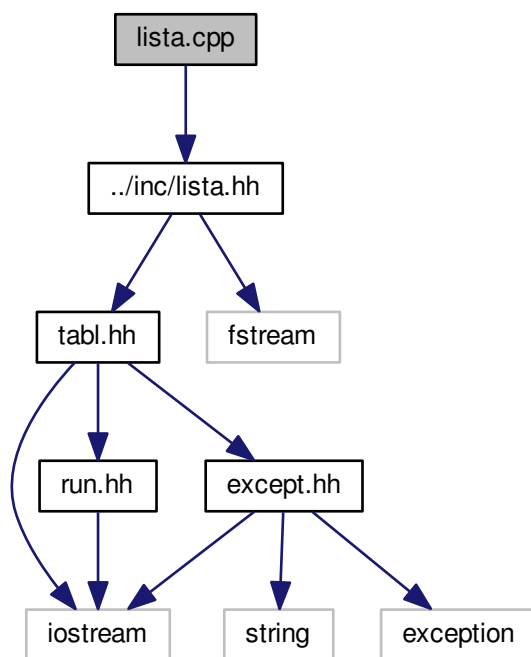 lista.cpp
../inc/lista.hh
tabl.hh
fstream
run.hh
except.hh
iostream
string
exception